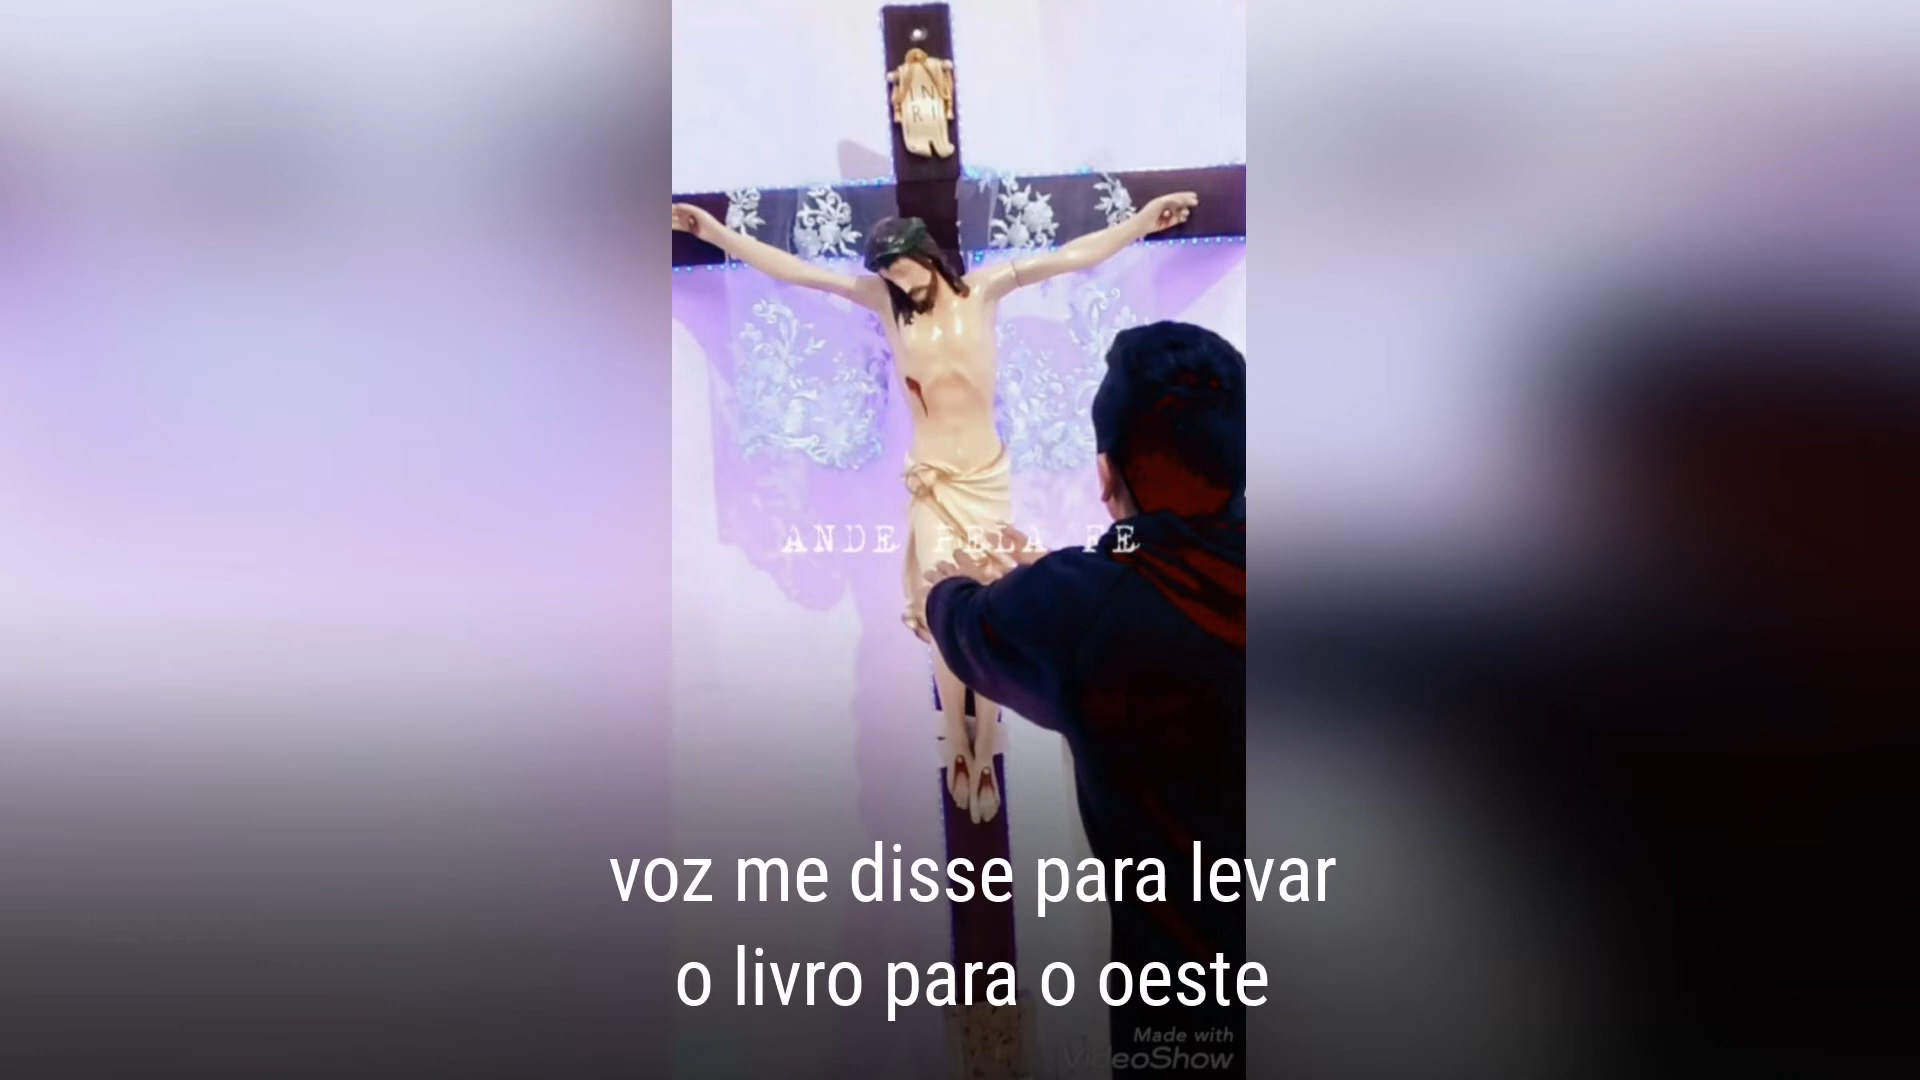 IN
RI
ANDE PELA FE
voz me disse para levar
o livro para o oeste
Made with
VideoShow